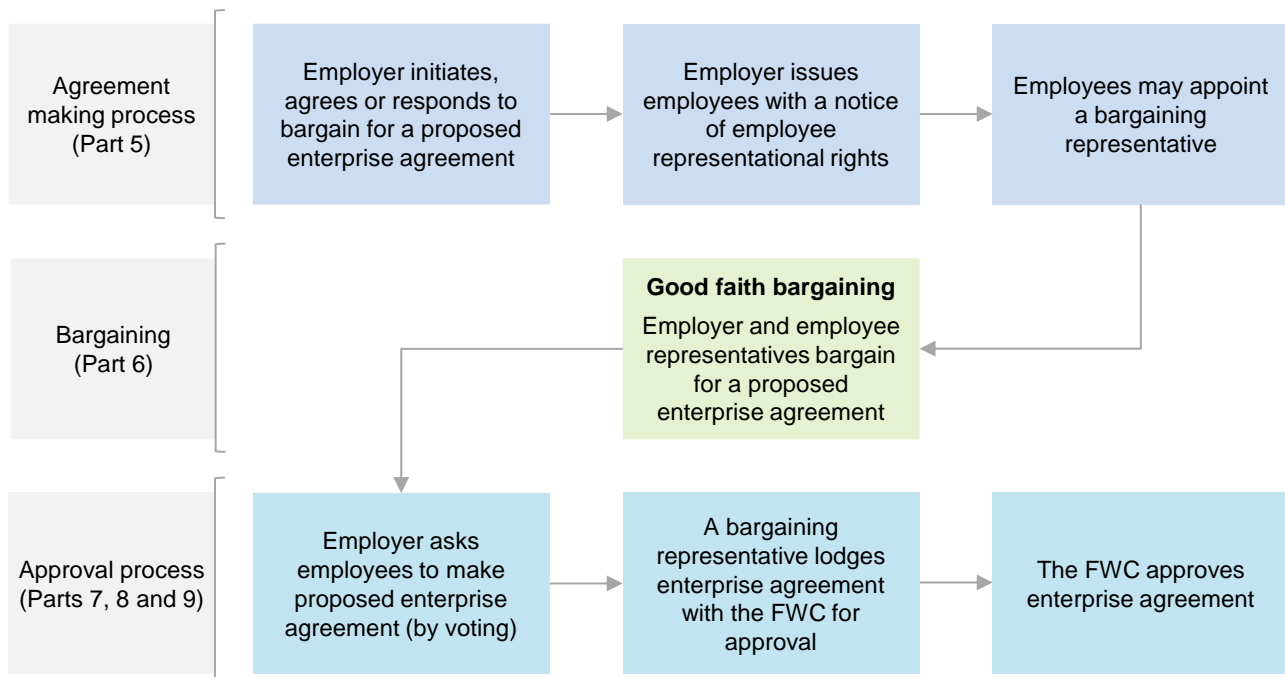 Agreement
making process
(Part 5)
Employer initiates,
agrees or responds to
bargain for a proposed
enterprise agreement
Employer issues
employees with a notice
of employee
representational rights
Employees may appoint
a bargaining
representative
Bargaining
(Part 6)
Good faith bargaining
Employer and employee
representatives bargain
for a proposed
enterprise agreement
Approval process
(Parts 7, 8 and 9)
Employer asks
employees to make
proposed enterprise
agreement (by voting)
A bargaining
representative lodges
enterprise agreement
with the FWC for
approval
The FWC approves
enterprise agreement